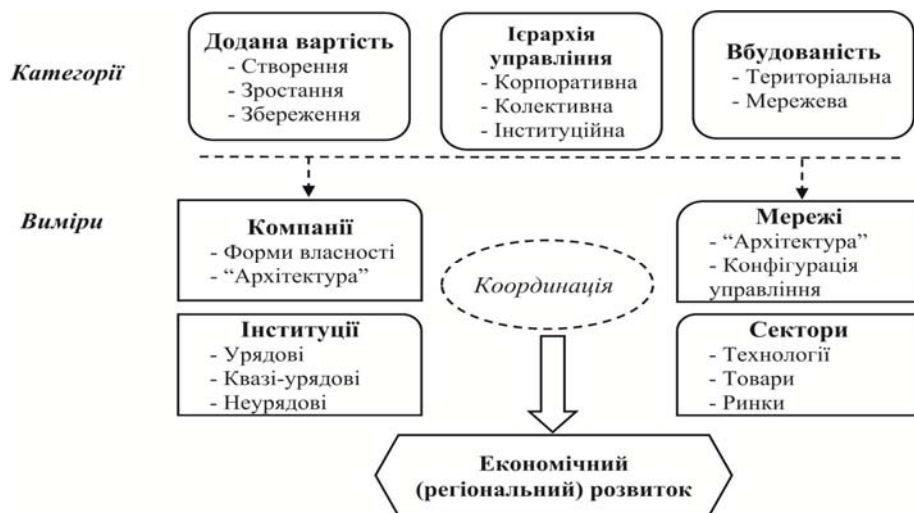 Категорії
Додана вартість
- Створення
- Зростання
- Збереження
Ієрархія
управління
- Корпоративна
- Колективна
- Інституційна
Вбудованість
- Територіальна
- Мережева
Виміри
Компанії
- Форми власності
- “Архітектура”
Мережі
- “Архітектура”
- Конфігурація
управління
Координація
Інституції
- Урядові
- Квазі-урядові
- Неурядові
Сектори
- Технології
- Товари
- Ринки
Економічний
(регіональний) розвиток